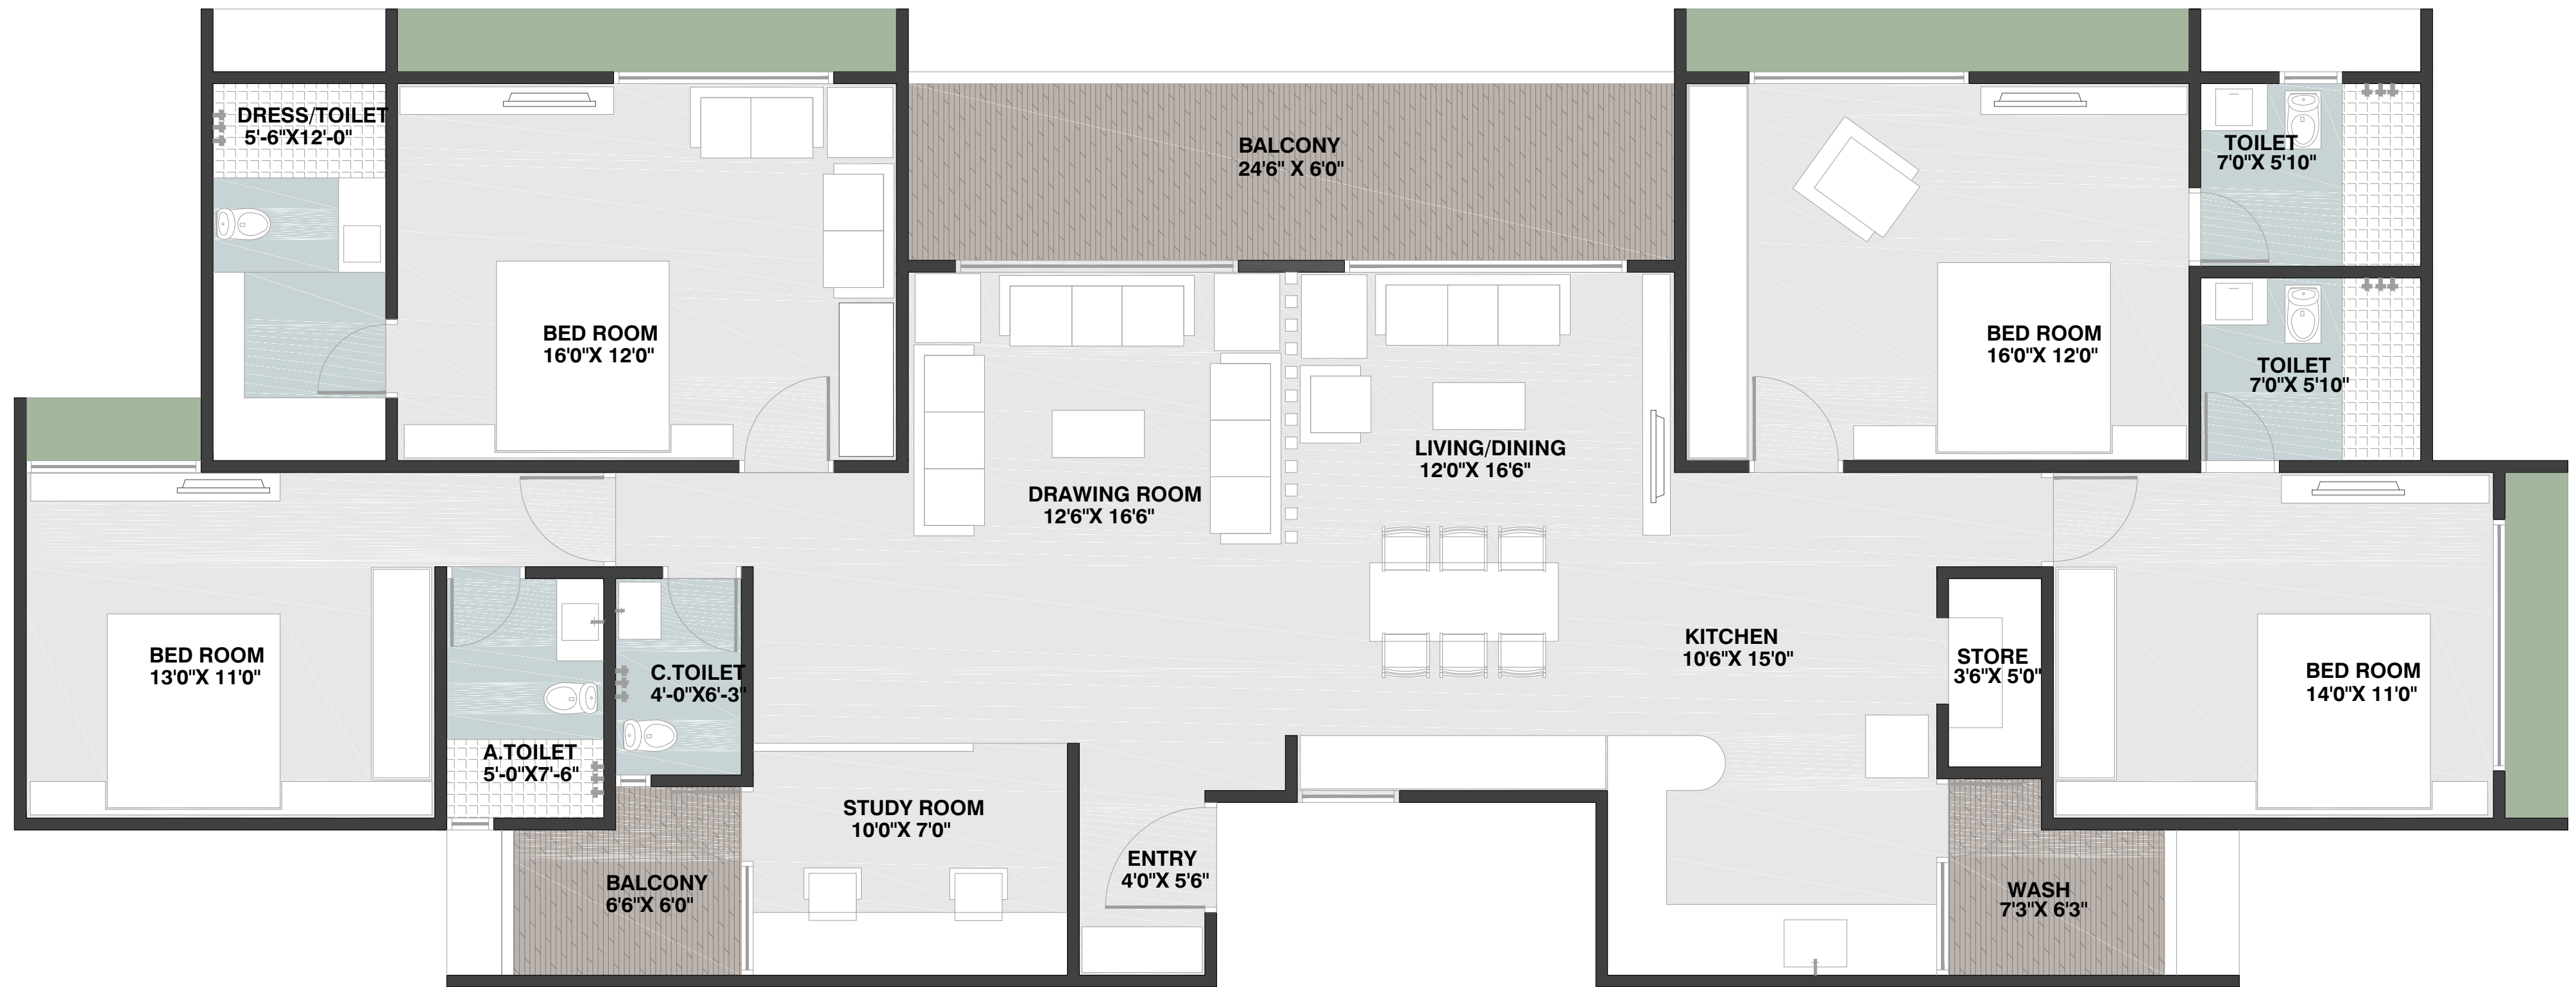 DRESS/TOILET
5'-6"X12'-0"
BALCONY
24'6" X 6'0"
TOILET
7'0"X 5'10"
BED ROOM
16'0"X 12'0"
BED ROOM
16'0"X 12'0"
TOILET
7'0"X 5'10"
LIVING/DINING
12'0"X 16'6"
DRAWING ROOM
12'6"X 16'6"
BED ROOM
13'0"X 11'0"
C.TOILET
4'-0"X6'-3"
KITCHEN
10'6"X 15'0"
STORE
3'6"X 5'0"
BED ROOM
14'0"X 11'0"
A.TOILET
5'-0"X7'-6"
STUDY ROOM
10'0"X 7'0"
ENTRY
4'0"X 5'6"
BALCONY
6'6"X 6'0"
WASH
7'3"X 6'3"